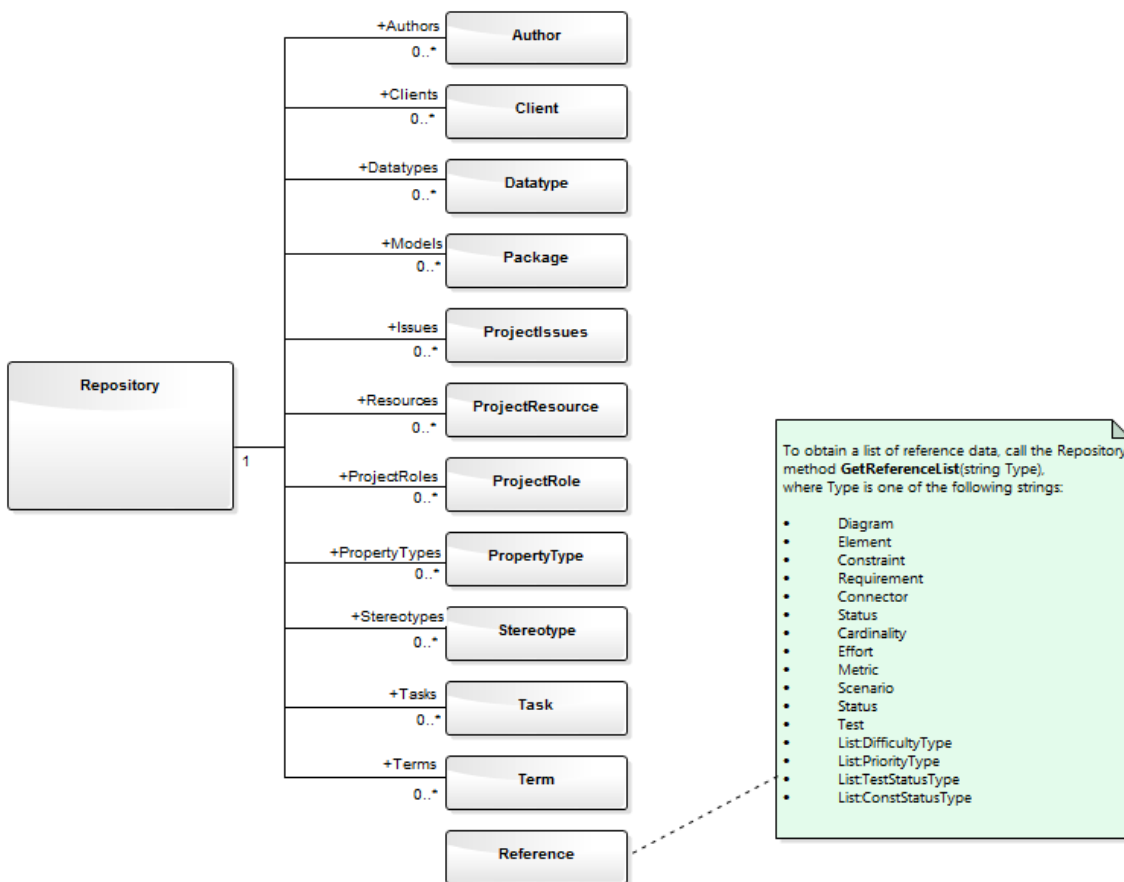 +Authors
0..*
Author
+Clients
0..*
Client
+Datatypes
0..*
Datatype
+Models
0..*
Package
+Issues
0..*
ProjectIssues
Repository
1
+Resources
0..*
ProjectResource
+ProjectRoles
0..*
ProjectRole
+PropertyTypes
0..*
PropertyType
+Stereotypes
0..*
Stereotype
+Tasks
0..*
Task
+Terms
0..*
Term
Reference
To obtain a list of reference data, call the Repository
method GetReferenceList(string Type),
where Type is one of the following strings:
• Diagram
• Element
• Constraint
• Requirement
• Connector
• Status
• Cardinality
• Effort
• Metric
• Scenario
• Status
• Test
• List:DifficultyType
• List:PriorityType
• List:TestStatusType
• List:ConstStatusType